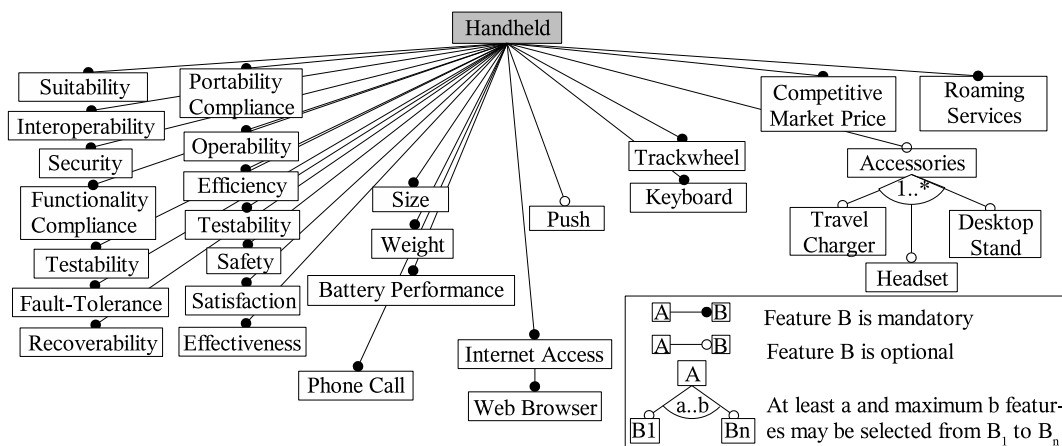 Handheld
Suitability
Interoperability
Security
Functionality
Compliance
Testability
Fault-Tolerance
Recoverability
Portability
Compliance
Operability
Efficiency
Testability
Safety
Satisfaction
Effectiveness
Size
Weight
Battery Performance
Phone Call
Internet Access
Web Browser
Push
Trackwheel
Keyboard
Competitive
Market Price
Roaming
Services
Accessories
1..*
Travel
Charger
Desktop
Stand
Headset
A B Feature B is mandatory
A B Feature B is optional
A
a..b
B1 Bn
At least a and maximum b featur-
es may be selected from B1 to Bn